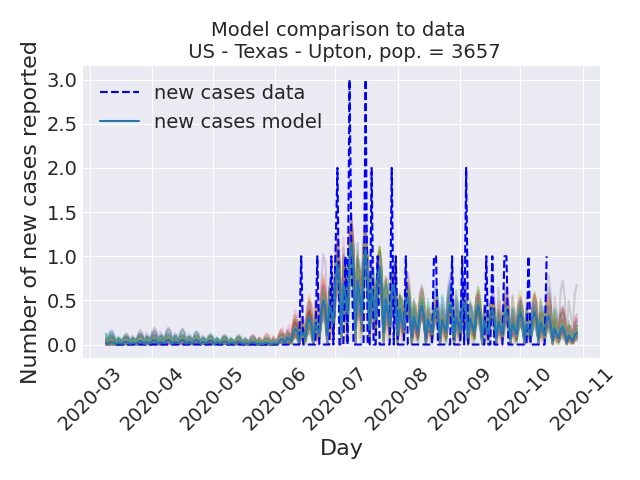 Model comparison to data
US - Texas - Upton, pop. = 3657
Number of new cases reported
3.0
2.5
2.0
1.5
1.0
0.5
0.0
new cases data
new cases model
2020-03
2020-04
2020-05
2020-06
2020-07
2020-08
2020-09
2020-10
2020-11
Day